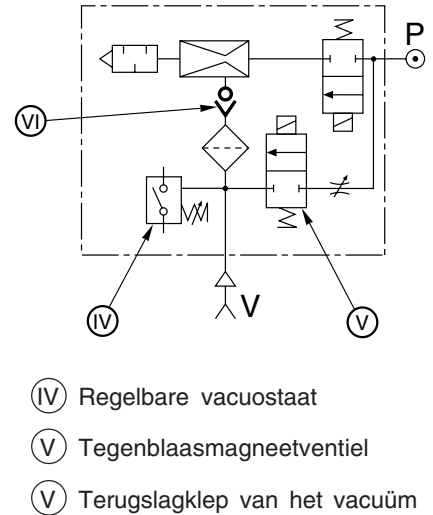 P
VI
IV
V
V
IV Regelbare vacuostaat
V Tegenblaasmagneetventiel
V Terugslagklep van het vacuüm